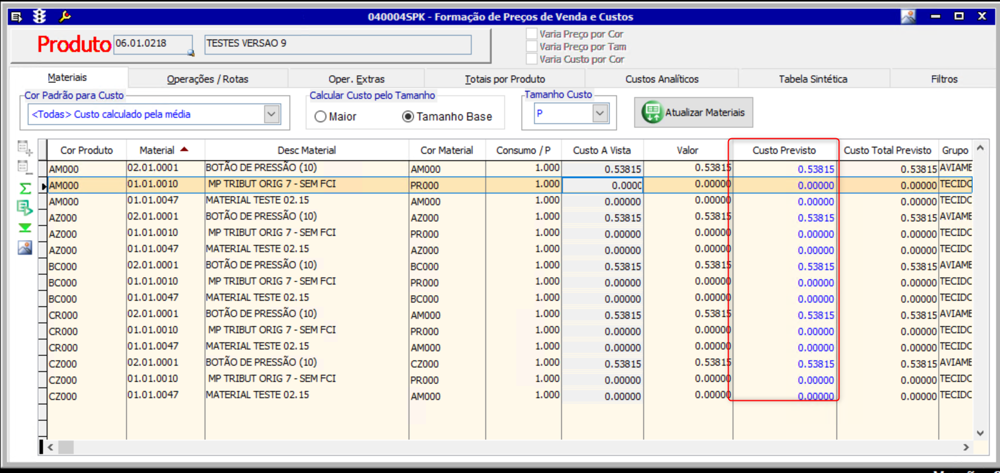 040004SPK - Formação de Preços de Venda e Custos
Produto 06.01.0218 TESTES VERSAO 9
Varia Preço por Cor
Varia Preço por Tam
Varia Custo por Cor
Materiais Operações / Rotas Oper. Extras Totais por Produto Custos Analíticos Tabela Sintética Filtros
Cor Padrão para Custo Calcular Custo pelo Tamanho Tamanho Custo
<Todas> Custo calculado pela média Maior Tamanho Base P Atualizar Materiais
Cor Produto Material Desc Material Cor Material Consumo / P Custo A Vista Valor Custo Previsto Custo Total Previsto Grupo
AM000 02.01.0001 BOTÃO DE PRESSÃO (10) AM000 1.000 0.53815 0.53815 0.53815 0.53815 AVIAME
AM000 01.01.0010 MP TRIBUT ORIG 7 - SEM FCI PR000 1.000 0.0000 0.00000 0.00000 0.00000 TECIDO
AM000 01.01.0047 MATERIAL TESTE 02.15 AM000 1.000 0.00000 0.00000 0.00000 0.00000 TECIDO
AZ000 02.01.0001 BOTÃO DE PRESSÃO (10) AZ000 1.000 0.53815 0.53815 0.53815 0.53815 AVIAME
AZ000 01.01.0010 MP TRIBUT ORIG 7 - SEM FCI PR000 1.000 0.00000 0.00000 0.00000 0.00000 TECIDO
AZ000 01.01.0047 MATERIAL TESTE 02.15 AZ000 1.000 0.00000 0.00000 0.00000 0.00000 TECIDO
BC000 02.01.0001 BOTÃO DE PRESSÃO (10) BC000 1.000 0.53815 0.53815 0.53815 0.53815 AVIAME
BC000 01.01.0010 MP TRIBUT ORIG 7 - SEM FCI PR000 1.000 0.00000 0.00000 0.00000 0.00000 TECIDO
BC000 01.01.0047 MATERIAL TESTE 02.15 BC000 1.000 0.00000 0.00000 0.00000 0.00000 TECIDO
CR000 02.01.0001 BOTÃO DE PRESSÃO (10) AM000 1.000 0.53815 0.53815 0.53815 0.53815 AVIAME
CR000 01.01.0010 MP TRIBUT ORIG 7 - SEM FCI PR000 1.000 0.00000 0.00000 0.00000 0.00000 TECIDO
CR000 01.01.0047 MATERIAL TESTE 02.15 AM000 1.000 0.00000 0.00000 0.00000 0.00000 TECIDO
CZ000 02.01.0001 BOTÃO DE PRESSÃO (10) CZ000 1.000 0.53815 0.53815 0.53815 0.53815 AVIAME
CZ000 01.01.0010 MP TRIBUT ORIG 7 - SEM FCI PR000 1.000 0.00000 0.00000 0.00000 0.00000 TECIDO
CZ000 01.01.0047 MATERIAL TESTE 02.15 AM000 1.000 0.00000 0.00000 0.00000 0.00000 TECIDO